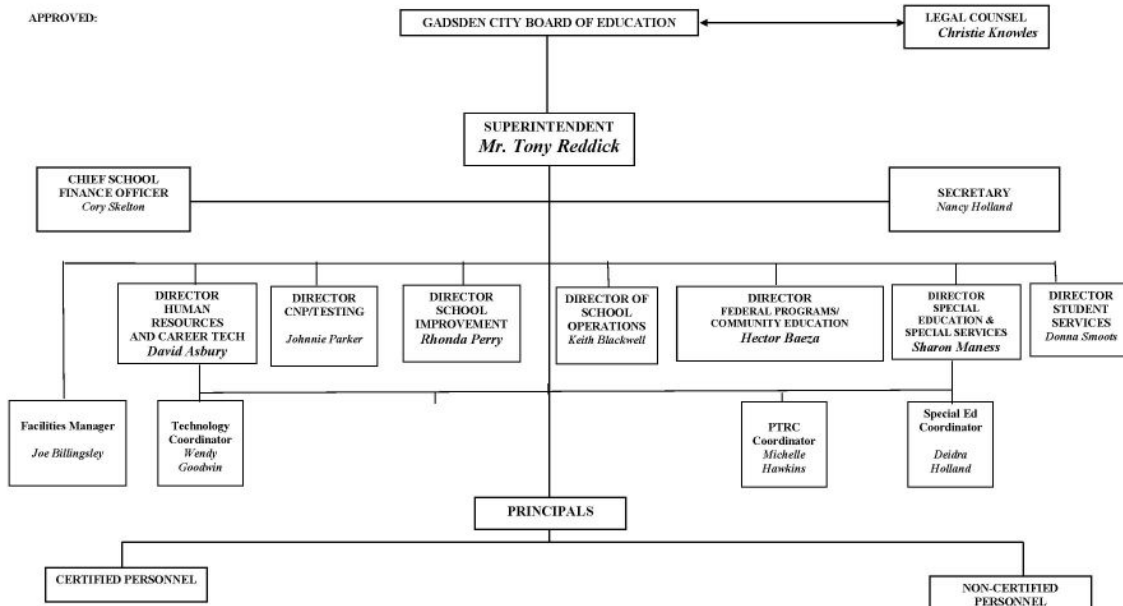 APPROVED:
GADSDEN CITY BOARD OF EDUCATION
LEGAL COUNSEL
Christie Knowles
SUPERINTENDENT
Mr. Tony Reddick
CHIEF SCHOOL
FINANCE OFFICER
Cory Skelton
SECRETARY
Nancy Holland
DIRECTOR
HUMAN
RESOURCES
AND CAREER TECH
David Asbury
DIRECTOR
CNP/TESTING
Johnnie Parker
DIRECTOR
SCHOOL
IMPROVEMENT
Rhonda Perry
DIRECTOR OF
SCHOOL
OPERATIONS
Keith Blackwell
DIRECTOR
FEDERAL PROGRAMS/
COMMUNITY EDUCATION
Hector Baeza
DIRECTOR
SPECIAL
EDUCATION &
SPECIAL SERVICES
Sharon Maness
DIRECTOR
STUDENT
SERVICES
Donna Smoots
Facilities Manager
Joe Billingsley
Technology
Coordinator
Wendy
Goodwin
PTRC
Coordinator
Michelle
Hawkins
Special Ed
Coordinator
Deidra
Holland
PRINCIPALS
CERTIFIED PERSONNEL
NON-CERTIFIED
PERSONNEL